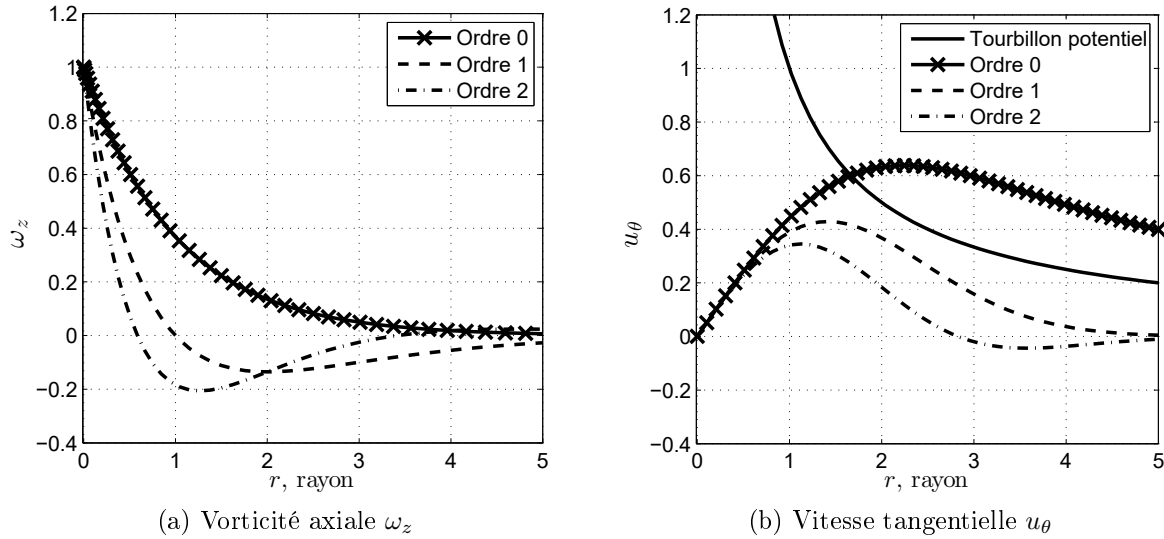 1.2
1
0.8
0.6
0.4
0.2
0
−0.2
−0.4
ω_z
Ordre 0
Ordre 1
Ordre 2
0 1 2 3 4 5
r, rayon
(a) Vorticité axiale ω_z
1.2
1
0.8
0.6
0.4
0.2
0
−0.2
−0.4
u_θ
Tourbillon potentiel
Ordre 0
Ordre 1
Ordre 2
0 1 2 3 4 5
r, rayon
(b) Vitesse tangentielle u_θ